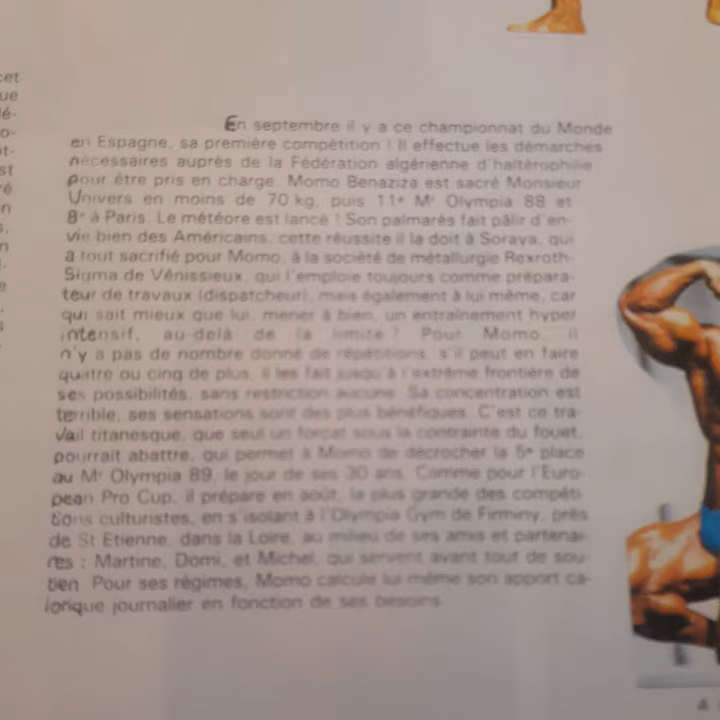 cet
ue
lé-
o-
ot-
st
ré
n
s,
n
l-
e
En septembre il y a ce championnat du Monde
en Espagne, sa première compétition ! Il effectue les démarches
nécessaires auprès de la Fédération algérienne d'haltérophilie
pour être pris en charge. Momo Benaziza est sacré Monsieur
Univers en moins de 70 kg, puis 11e Mr Olympia 88 et
8e à Paris. Le météore est lancé ! Son palmarès fait pâlir d'en-
vie bien des Américains, cette réussite il la doit à Soraya, qui
a tout sacrifié pour Momo, à la société de métallurgie Rexroth-
Sigma de Vénissieux, qui l'emploie toujours comme prépara-
teur de travaux (dispatcheur), mais également à lui même, car
qui sait mieux que lui, mener à bien, un entraînement hyper
intensif, au-delà de la limite ? Pour Momo, il
n'y a pas de nombre donné de répétitions, s'il peut en faire
quatre ou cinq de plus, il les fait jusqu'à l'extrême frontière de
ses possibilités, sans restriction aucune. Sa concentration est
terrible, ses sensations sont des plus bénéfiques. C'est ce tra-
vail titanesque, que seul un forçat sous la contrainte du fouet,
pourrait abattre, qui permet à Momo de décrocher la 5e place
au Mr Olympia 89, le jour de ses 30 ans. Comme pour l'Euro-
pean Pro Cup, il prépare en août, la plus grande des compéti-
tions culturistes, en s'isolant à l'Olympia Gym de Firminy, près
de St Etienne, dans la Loire, au milieu de ses amis et partenai-
res : Martine, Domi, et Michel, qui servent avant tout de sou-
tien. Pour ses régimes, Momo calcule lui même son apport ca-
lorique journalier en fonction de ses besoins.
A